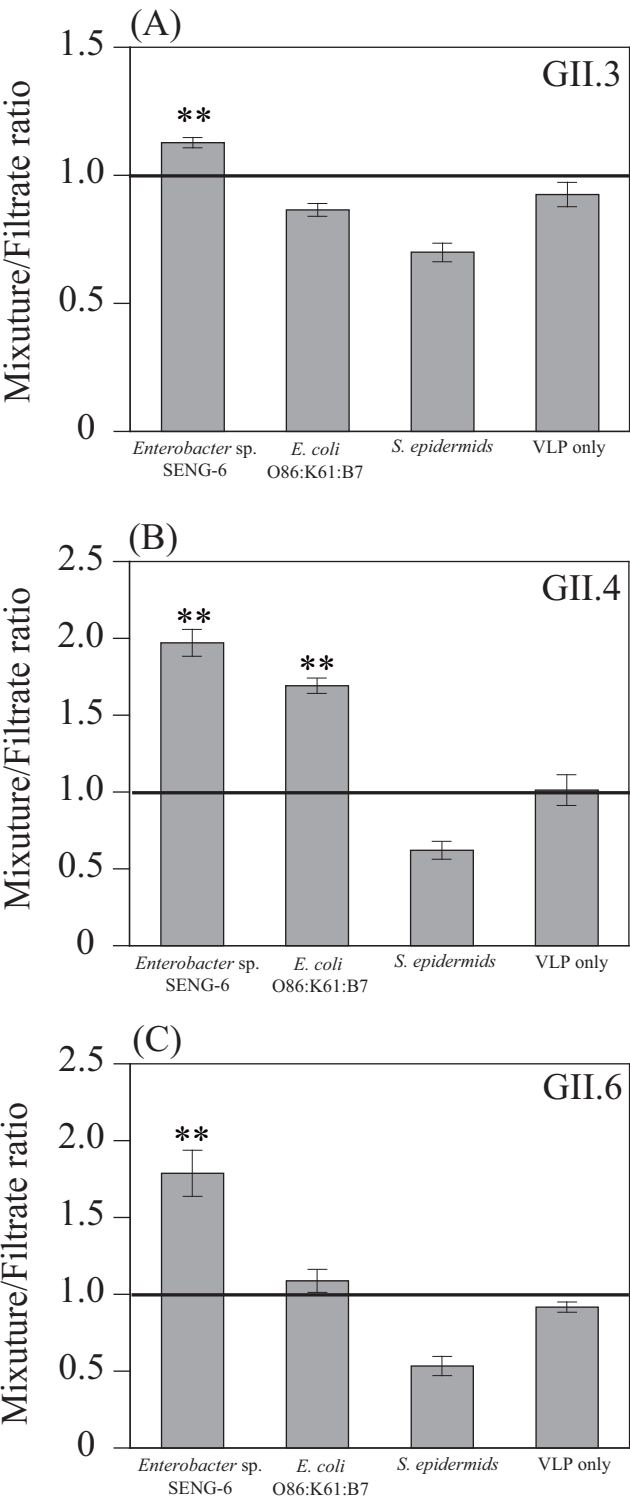 (A)
GII.3
Mixuture/Filtrate ratio
1.5
1.0
0.5
0
**
Enterobacter sp.
SENG-6
E. coli
O86:K61:B7
S. epidermids
VLP only
(B)
GII.4
Mixuture/Filtrate ratio
2.5
2.0
1.5
1.0
0.5
0
**
**
Enterobacter sp.
SENG-6
E. coli
O86:K61:B7
S. epidermids
VLP only
(C)
GII.6
Mixuture/Filtrate ratio
2.5
2.0
1.5
1.0
0.5
0
**
Enterobacter sp.
SENG-6
E. coli
O86:K61:B7
S. epidermids
VLP only